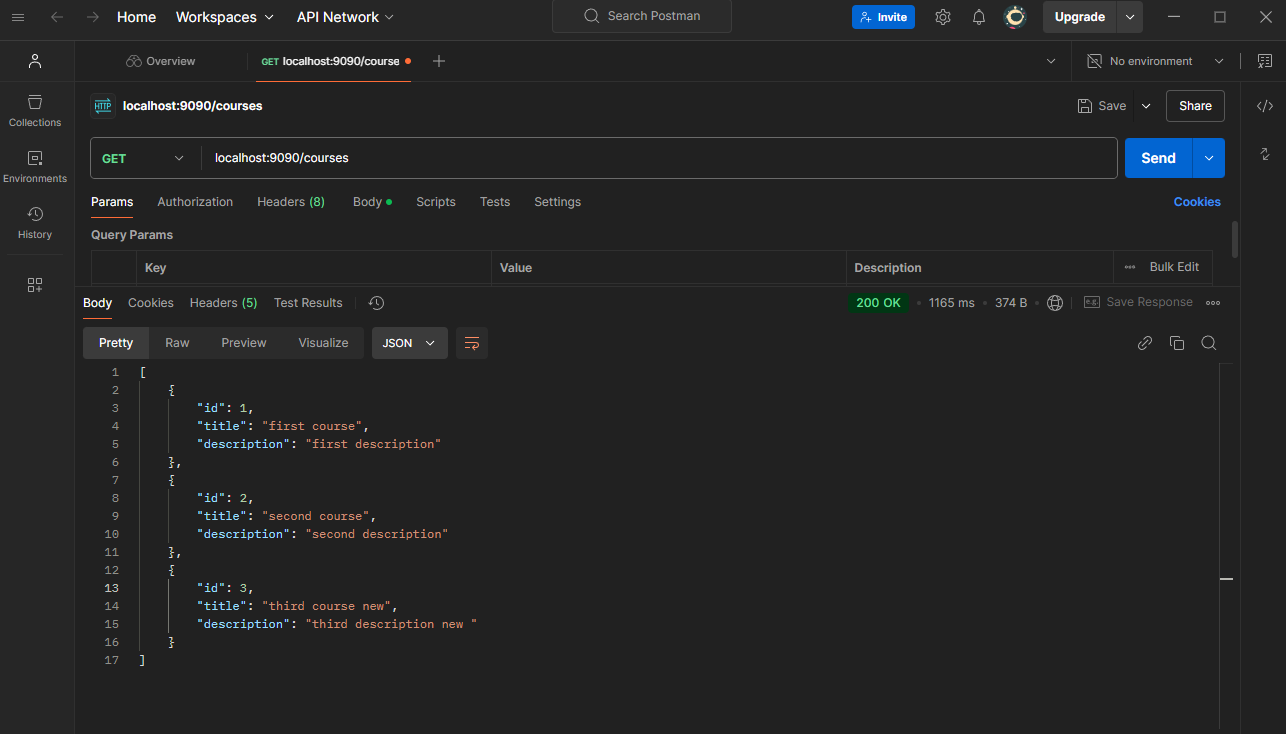 Home Workspaces API Network Search Postman Invite Upgrade
Overview GET localhost:9090/course No environment
HTTP localhost:9090/courses Save Share
Collections
GET localhost:9090/courses Send
Environments
Params Authorization Headers (8) Body Scripts Tests Settings Cookies
History
Query Params
Key Value Description Bulk Edit
Body Cookies Headers (5) Test Results 200 OK 1165 ms 374 B e.g. Save Response
Pretty Raw Preview Visualize JSON
1 [
2 {
3 "id": 1,
4 "title": "first course",
5 "description": "first description"
6 },
7 {
8 "id": 2,
9 "title": "second course",
10 "description": "second description"
11 },
12 {
13 "id": 3,
14 "title": "third course new",
15 "description": "third description new "
16 }
17 ]